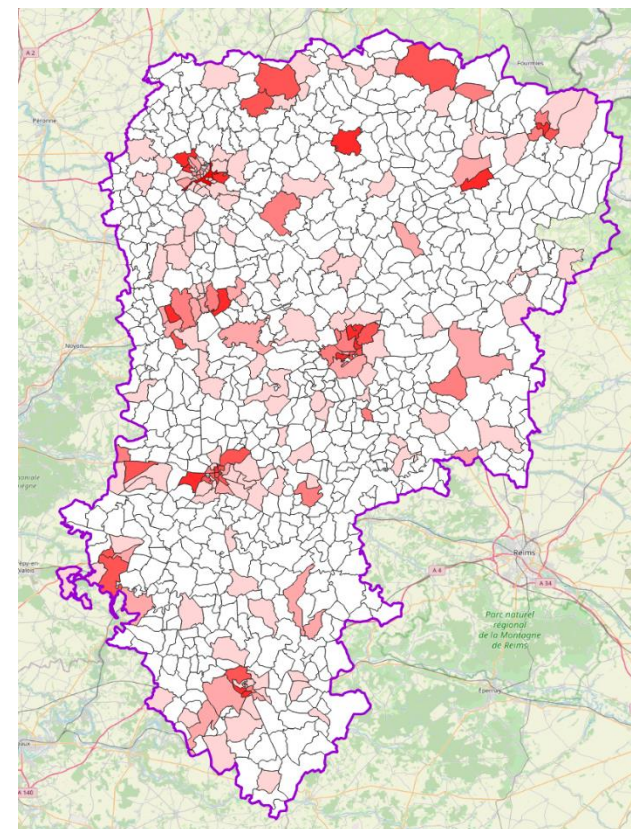 A 2
Fourmies
Péronne
Noyon
Reims
A 4
A 34
Parc naturel
régional
de la Montagne
de Reims
Épernay
A 140